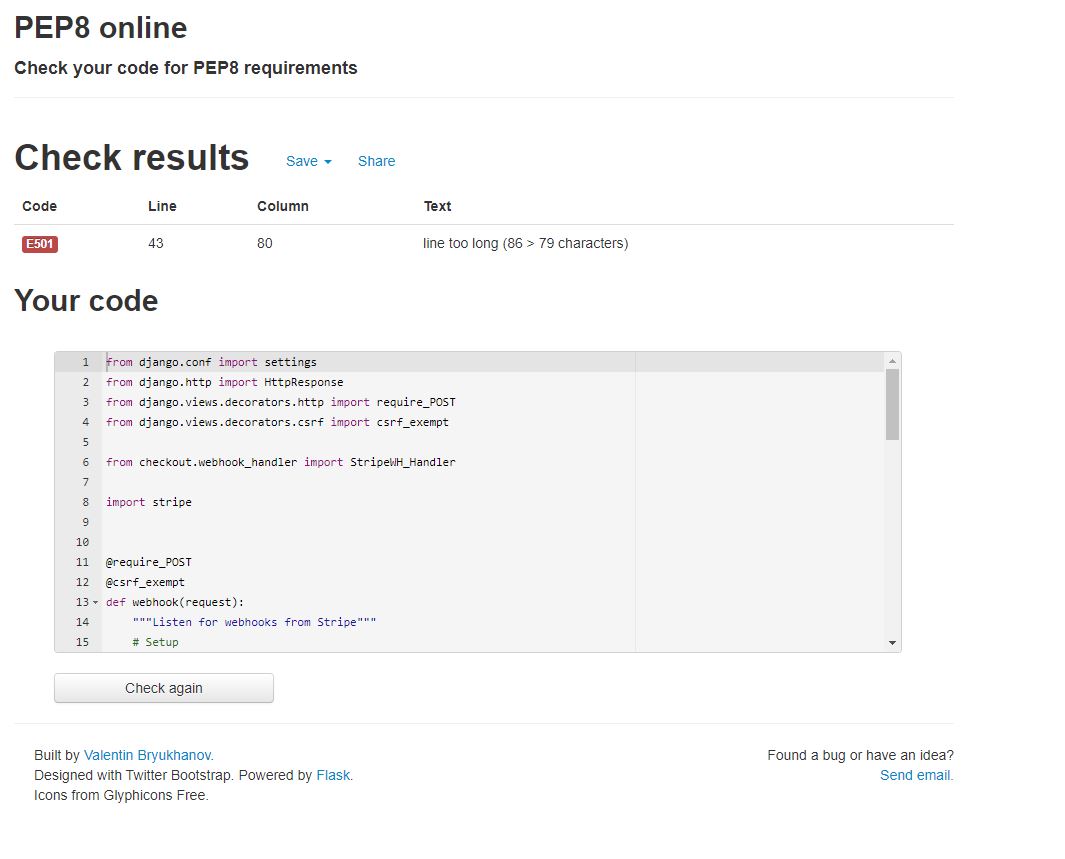 PEP8 online
Check your code for PEP8 requirements
Check results Save Share
Code Line Column Text
E501 43 80 line too long (86 > 79 characters)
Your code
1 from django.conf import settings
2 from django.http import HttpResponse
3 from django.views.decorators.http import require_POST
4 from django.views.decorators.csrf import csrf_exempt
5
6 from checkout.webhook_handler import StripeWH_Handler
7
8 import stripe
9
10
11 @require_POST
12 @csrf_exempt
13 def webhook(request):
14     """Listen for webhooks from Stripe"""
15     # Setup
Check again
Built by Valentin Bryukhanov. Found a bug or have an idea?
Designed with Twitter Bootstrap. Powered by Flask. Send email.
Icons from Glyphicons Free.